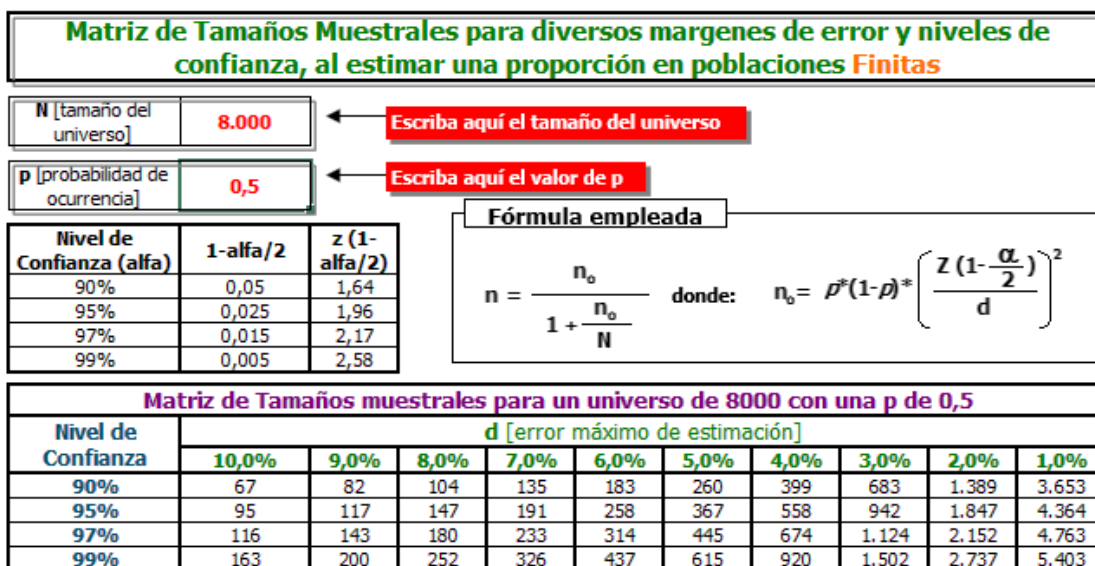 Matriz de Tamaños Muestrales para diversos margenes de error y niveles de
confianza, al estimar una proporción en poblaciones Finitas
N [tamaño del
universo]
8.000
Escriba aquí el tamaño del universo
p [probabilidad de
ocurrencia]
0,5
Escriba aquí el valor de p
Nivel de
Confianza (alfa) 1-alfa/2 z (1-
alfa/2)
90% 0,05 1,64
95% 0,025 1,96
97% 0,015 2,17
99% 0,005 2,58
Fórmula empleada
n = n₀ / (1 + n₀ / N) donde: n₀ = p*(1-p)* ( Z (1- α / 2 ) / d )²
Matriz de Tamaños muestrales para un universo de 8000 con una p de 0,5
Nivel de
Confianza
d [error máximo de estimación]
10,0% 9,0% 8,0% 7,0% 6,0% 5,0% 4,0% 3,0% 2,0% 1,0%
90% 67 82 104 135 183 260 399 683 1.389 3.653
95% 95 117 147 191 258 367 558 942 1.847 4.364
97% 116 143 180 233 314 445 674 1.124 2.152 4.763
99% 163 200 252 326 437 615 920 1.502 2.737 5.403